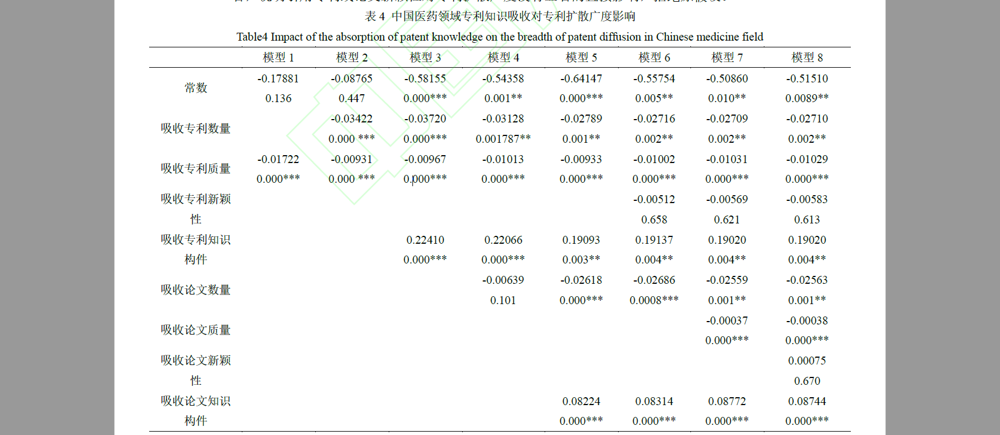 表 4 中国医药领域专利知识吸收对专利扩散广度影响
Table4 Impact of the absorption of patent knowledge on the breadth of patent diffusion in Chinese medicine field
模型 1 模型 2 模型 3 模型 4 模型 5 模型 6 模型 7 模型 8
常数
-0.17881 -0.08765 -0.58155 -0.54358 -0.64147 -0.55754 -0.50860 -0.51510
0.136 0.447 0.000*** 0.001** 0.000*** 0.005** 0.010** 0.0089**
吸收专利数量
-0.03422 -0.03720 -0.03128 -0.02789 -0.02716 -0.02709 -0.02710
0.000 *** 0.000*** 0.001787** 0.001** 0.002** 0.002** 0.002**
吸收专利质量
-0.01722 -0.00931 -0.00967 -0.01013 -0.00933 -0.01002 -0.01031 -0.01029
0.000*** 0.000 *** 0.000*** 0.000*** 0.000*** 0.000*** 0.000*** 0.000***
吸收专利新颖 -0.00512 -0.00569 -0.00583
性 0.658 0.621 0.613
吸收专利知识 0.22410 0.22066 0.19093 0.19137 0.19020 0.19020
构件 0.000*** 0.000*** 0.003** 0.004** 0.004** 0.004**
吸收论文数量
-0.00639 -0.02618 -0.02686 -0.02559 -0.02563
0.101 0.000*** 0.0008*** 0.001** 0.001**
吸收论文质量
-0.00037 -0.00038
0.000*** 0.000***
吸收论文新颖 0.00075
性 0.670
吸收论文知识 0.08224 0.08314 0.08772 0.08744
构件 0.000*** 0.000*** 0.000*** 0.000***